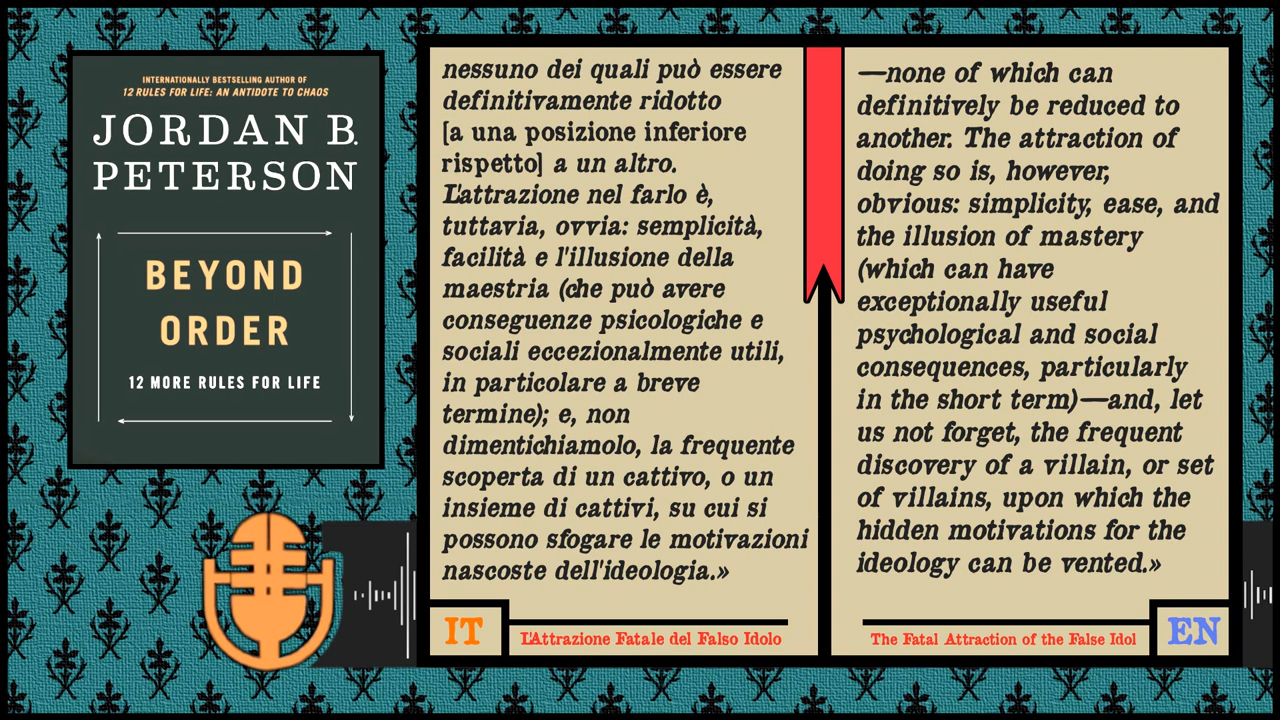 INTERNATIONALLY BESTSELLING AUTHOR OF
12 RULES FOR LIFE: AN ANTIDOTE TO CHAOS
JORDAN B.
PETERSON
BEYOND
ORDER
12 MORE RULES FOR LIFE
nessuno dei quali può essere
definitivamente ridotto
[a una posizione inferiore
rispetto] a un altro.
L'attrazione nel farlo è,
tuttavia, ovvia: semplicità,
facilità e l'illusione della
maestria (che può avere
conseguenze psicologiche e
sociali eccezionalmente utili,
in particolare a breve
termine); e, non
dimentichiamolo, la frequente
scoperta di un cattivo, o un
insieme di cattivi, su cui si
possono sfogare le motivazioni
nascoste dell'ideologia.»
IT
L'Attrazione Fatale del Falso Idolo
—none of which can
definitively be reduced to
another. The attraction of
doing so is, however,
obvious: simplicity, ease, and
the illusion of mastery
(which can have
exceptionally useful
psychological and social
consequences, particularly
in the short term)—and, let
us not forget, the frequent
discovery of a villain, or set
of villains, upon which the
hidden motivations for the
ideology can be vented.»
The Fatal Attraction of the False Idol
EN